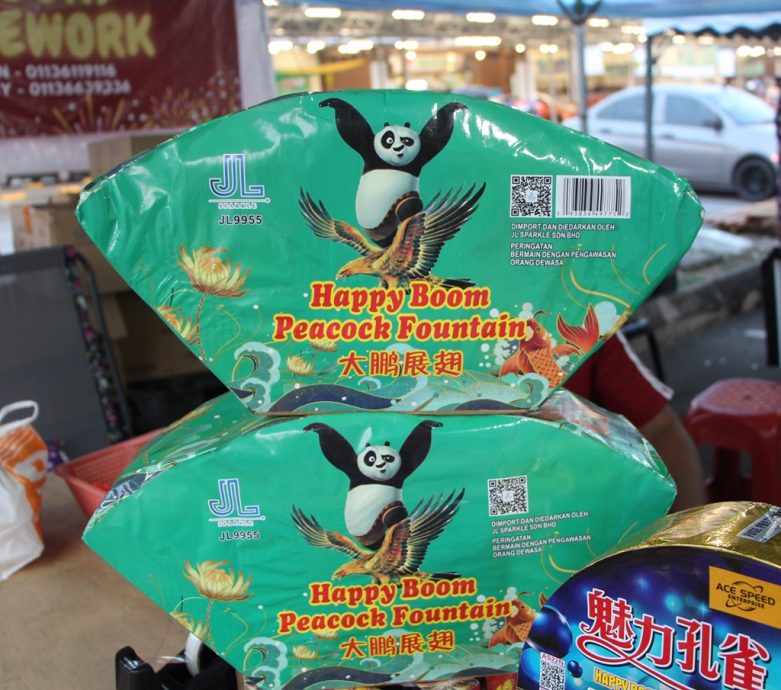 EWORK
N - 01136119116
Y - 01136639336
JL
SPARKLE
JL9955
DIIMPORT DAN DIEDARKAN OLEH :
JL SPARKLE SDN BHD
PERINGATAN
BERMAIN DENGAN PENGAWASAN
ORANG DEWASA
Happy Boom
Peacock Fountain
大鹏展翅
JL
SPARKLE
JL9955
DIIMPORT DAN DIEDARKAN OLEH :
JL SPARKLE SDN BHD
PERINGATAN
BERMAIN DENGAN PENGAWASAN
ORANG DEWASA
Happy Boom
Peacock Fountain
大鹏展翅
ACE SPEED
ENTERPRISE
魅力孔雀
HAPPY